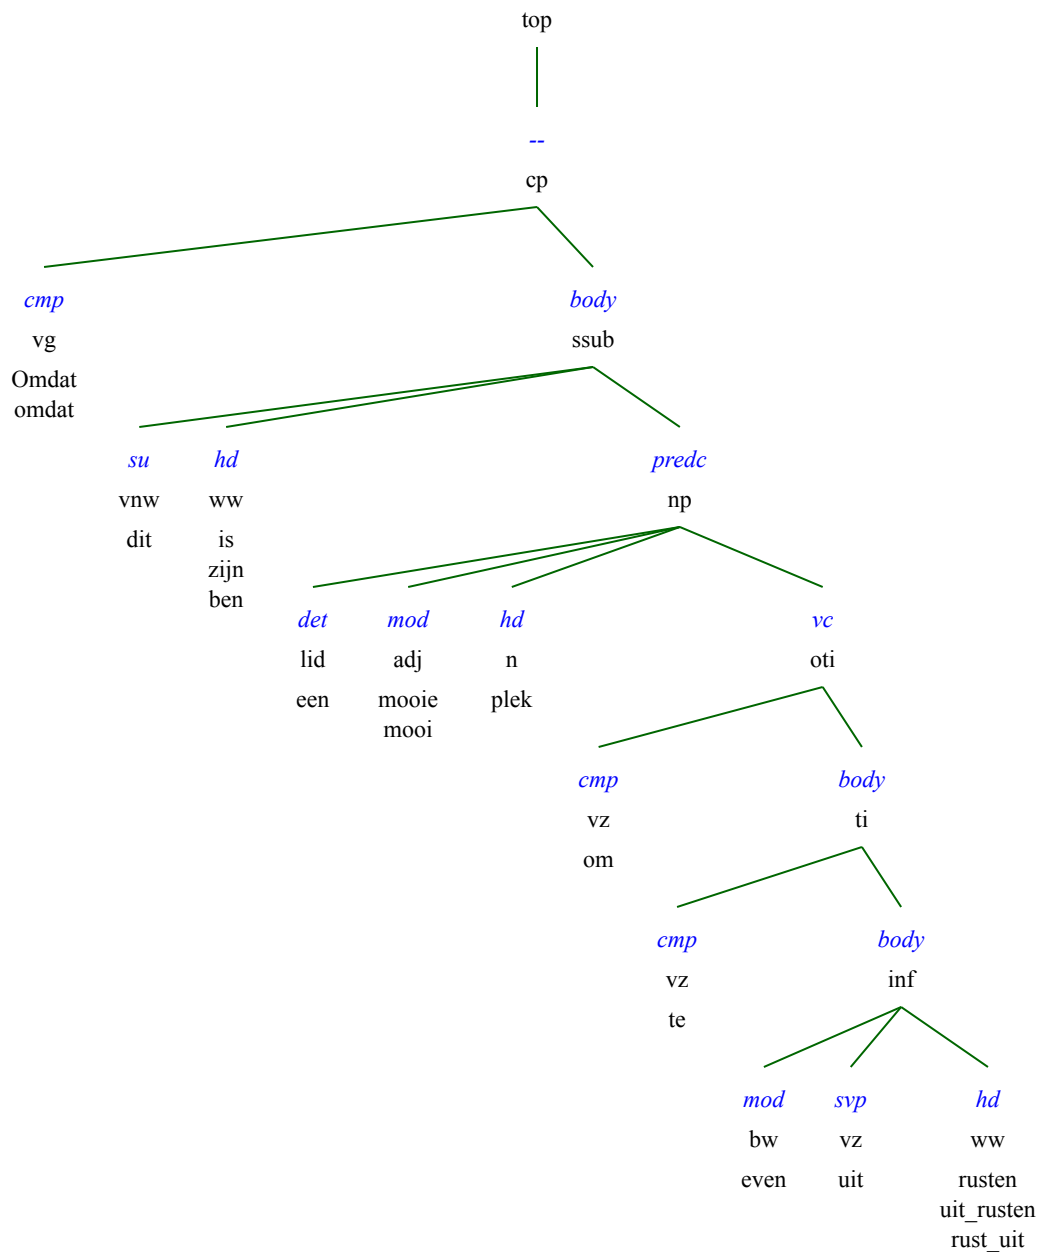 top
--
cp
cmp body
vg ssub
Omdat
omdat
su hd predc
vnw ww np
dit is
zijn
ben
det mod hd vc
lid adj n oti
een mooie plek
mooi
cmp body
vz ti
om
cmp body
vz inf
te
mod svp hd
bw vz ww
even uit rusten
uit_rusten
rust_uit